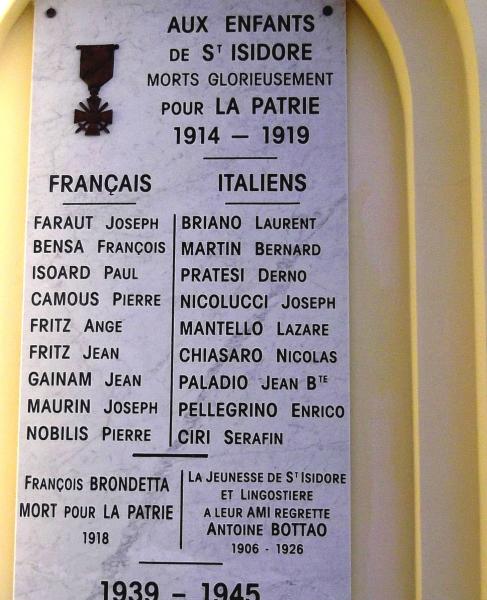 AUX ENFANTS
DE ST ISIDORE
MORTS GLORIEUSEMENT
POUR LA PATRIE
1914 – 1919
FRANÇAIS
FARAUT JOSEPH
BENSA FRANÇOIS
ISOARD PAUL
CAMOUS PIERRE
FRITZ ANGE
FRITZ JEAN
GAINAM JEAN
MAURIN JOSEPH
NOBILIS PIERRE
ITALIENS
BRIANO LAURENT
MARTIN BERNARD
PRATESI DERNO
NICOLUCCI JOSEPH
MANTELLO LAZARE
CHIASARO NICOLAS
PALADIO JEAN BTE
PELLEGRINO ENRICO
CIRI SERAFIN
FRANÇOIS BRONDETTA
MORT POUR LA PATRIE
1918
LA JEUNESSE DE ST ISIDORE
ET LINGOSTIERE
A LEUR AMI REGRETTE
ANTOINE BOTTAO
1906 - 1926
1939 – 1945